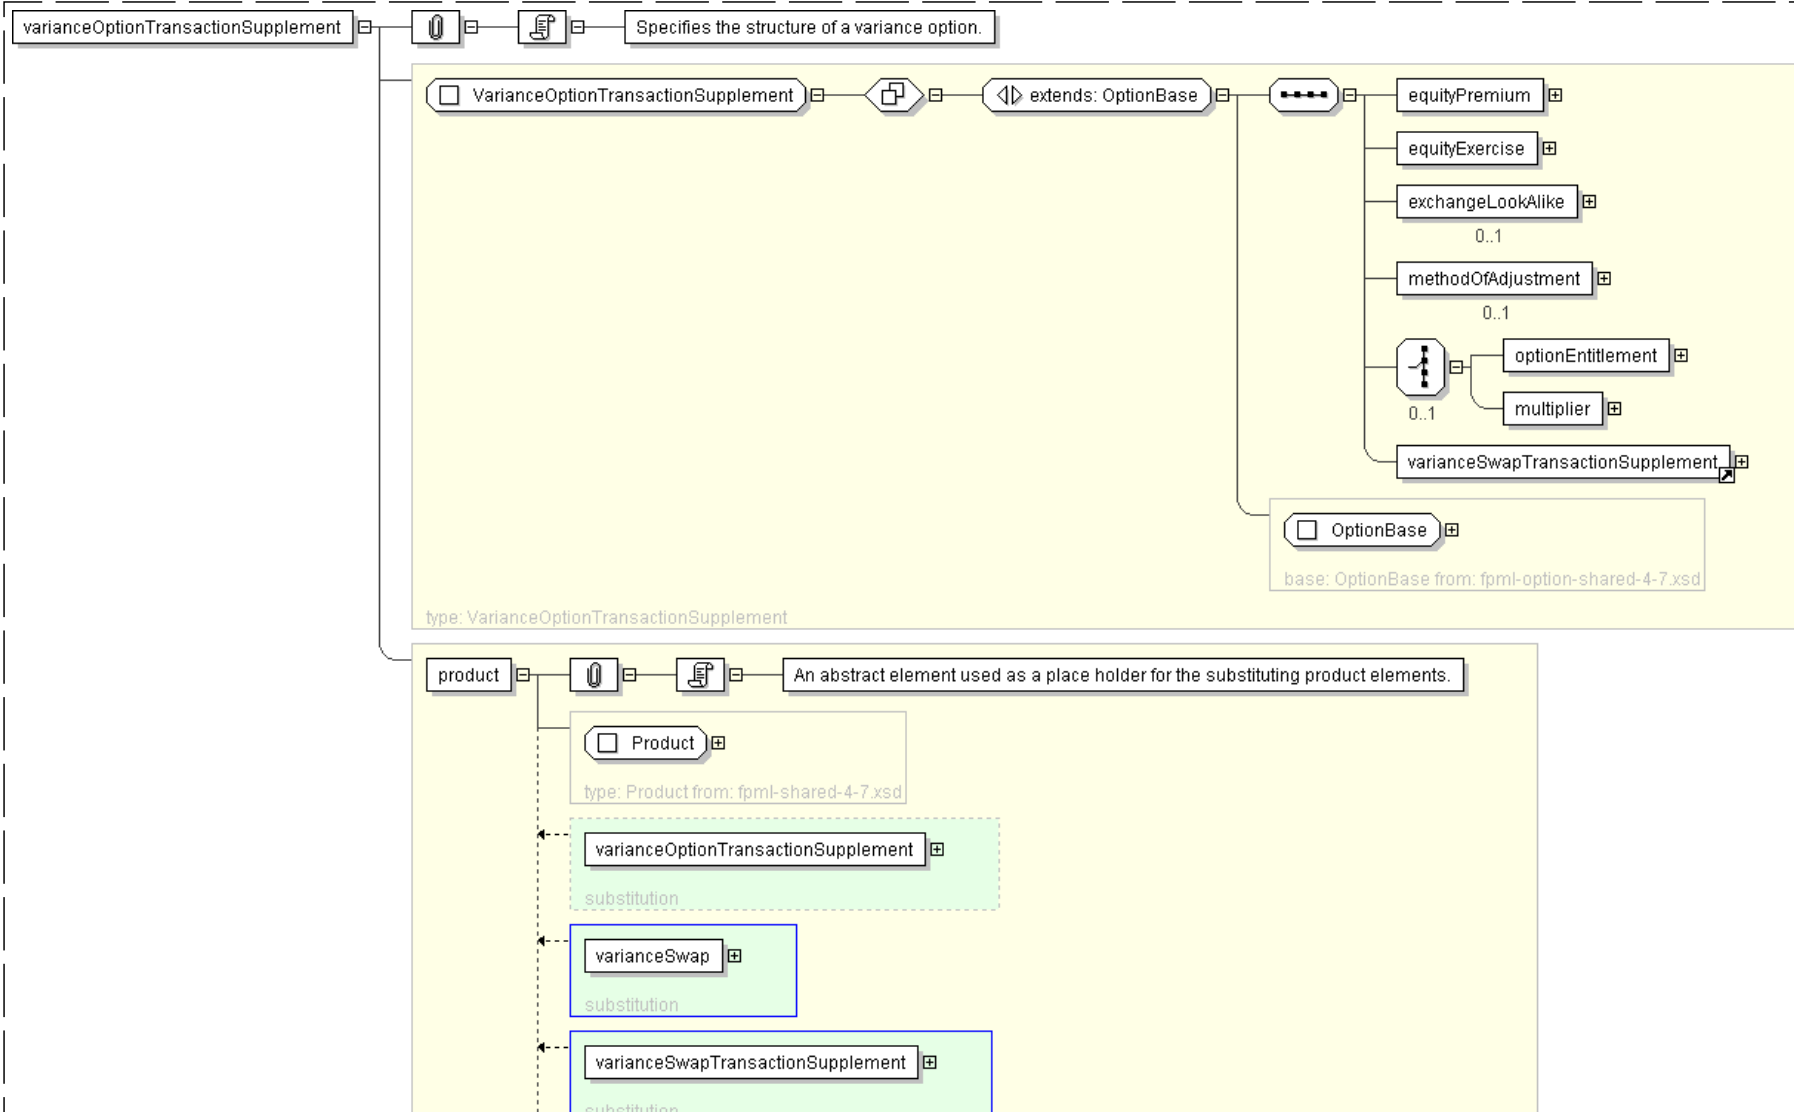 varianceOptionTransactionSupplement
Specifies the structure of a variance option.
VarianceOptionTransactionSupplement
extends: OptionBase
equityPremium
equityExercise
exchangeLookAlike
0..1
methodOfAdjustment
0..1
optionEntitlement
multiplier
0..1
varianceSwapTransactionSupplement
OptionBase
base: OptionBase from: fpml-option-shared-4-7.xsd
type: VarianceOptionTransactionSupplement
product
An abstract element used as a place holder for the substituting product elements.
Product
type: Product from: fpml-shared-4-7.xsd
varianceOptionTransactionSupplement
substitution
varianceSwap
substitution
varianceSwapTransactionSupplement
substitution